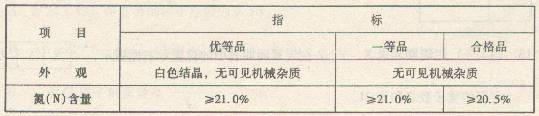 项 目 指 标
优等品 一等品 合格品
外 观 白色结晶，无可见机械杂质 无可见机械杂质
氮(N)含量 ≥21.0% ≥21.0% ≥20.5%